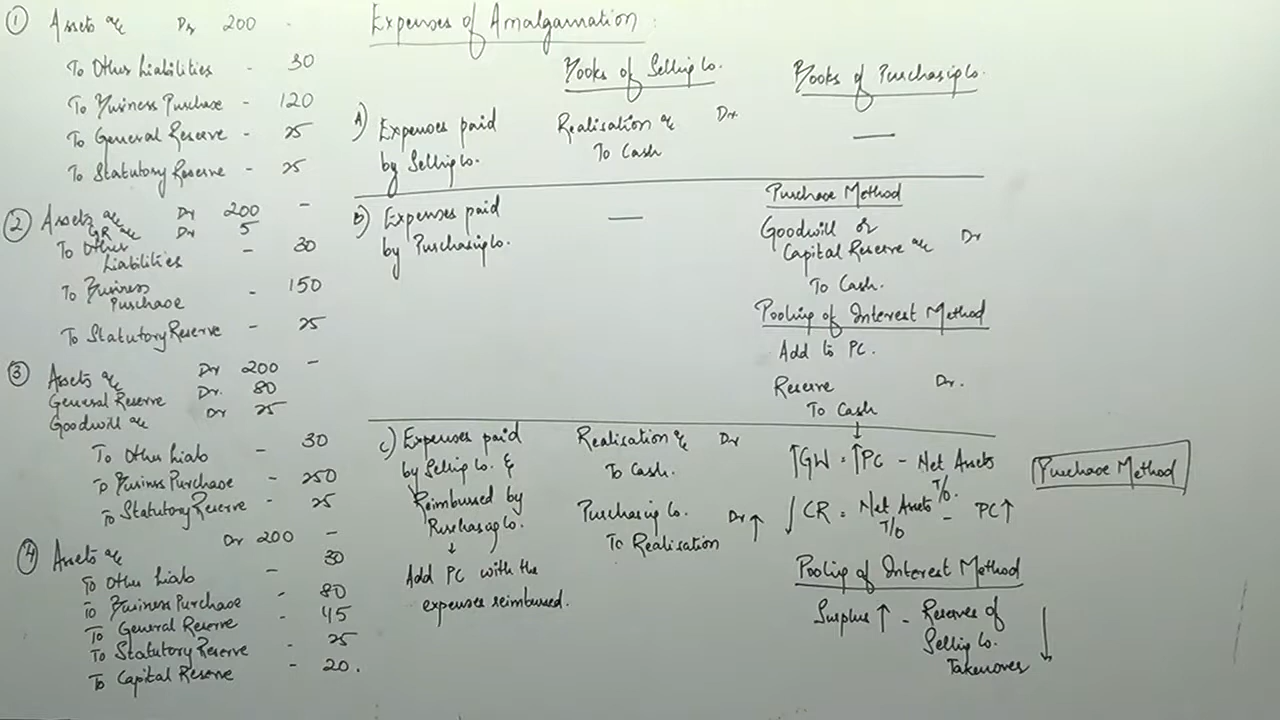 ① Assets a/c Dr 200 -
To Other Liabilities - 30
To Business Purchase - 120
To General Reserve - 25
To Statutory Reserve - 25
② Assets a/c Dr 200 -
GR a/c Dr 5
To Other Liabilities - 30
To Business Purchase - 150
To Statutory Reserve - 25
③ Assets a/c Dr 200 -
General Reserve Dr. 80
Goodwill a/c Dr 25
To Other Liab - 30
To Business Purchase - 250
To Statutory Reserve - 25
④ Assets a/c Dr 200 -
To Other Liab - 30
To Business Purchase - 80
To General Reserve - 45
To Statutory Reserve - 25
To Capital Reserve - 20.
Expenses of Amalgamation:
Books of Selling Co.
Books of Purchasing Co.
A) Expenses paid
by Selling Co.
Realisation a/c Dr.
To Cash
—
B) Expenses paid
by Purchasing Co.
—
Purchase Method
Goodwill or
Capital Reserve a/c Dr
To Cash.
Pooling of Interest Method
Add to PC.
Reserve Dr.
To Cash
C) Expenses paid
by Selling Co. &
Reimbursed by
Purchasing Co.
↓
Add PC with the
expenses reimbursed.
Realisation a/c Dr
To Cash.
Purchasing Co. Dr ↑
To Realisation
↓
↑GW = ↑PC - Net Assets
T/o.
↓ CR = Net Assets - PC↑
T/o
Purchase Method
Pooling of Interest Method
Surplus ↑ - Reserves of ↓
Selling Co.
Takenover